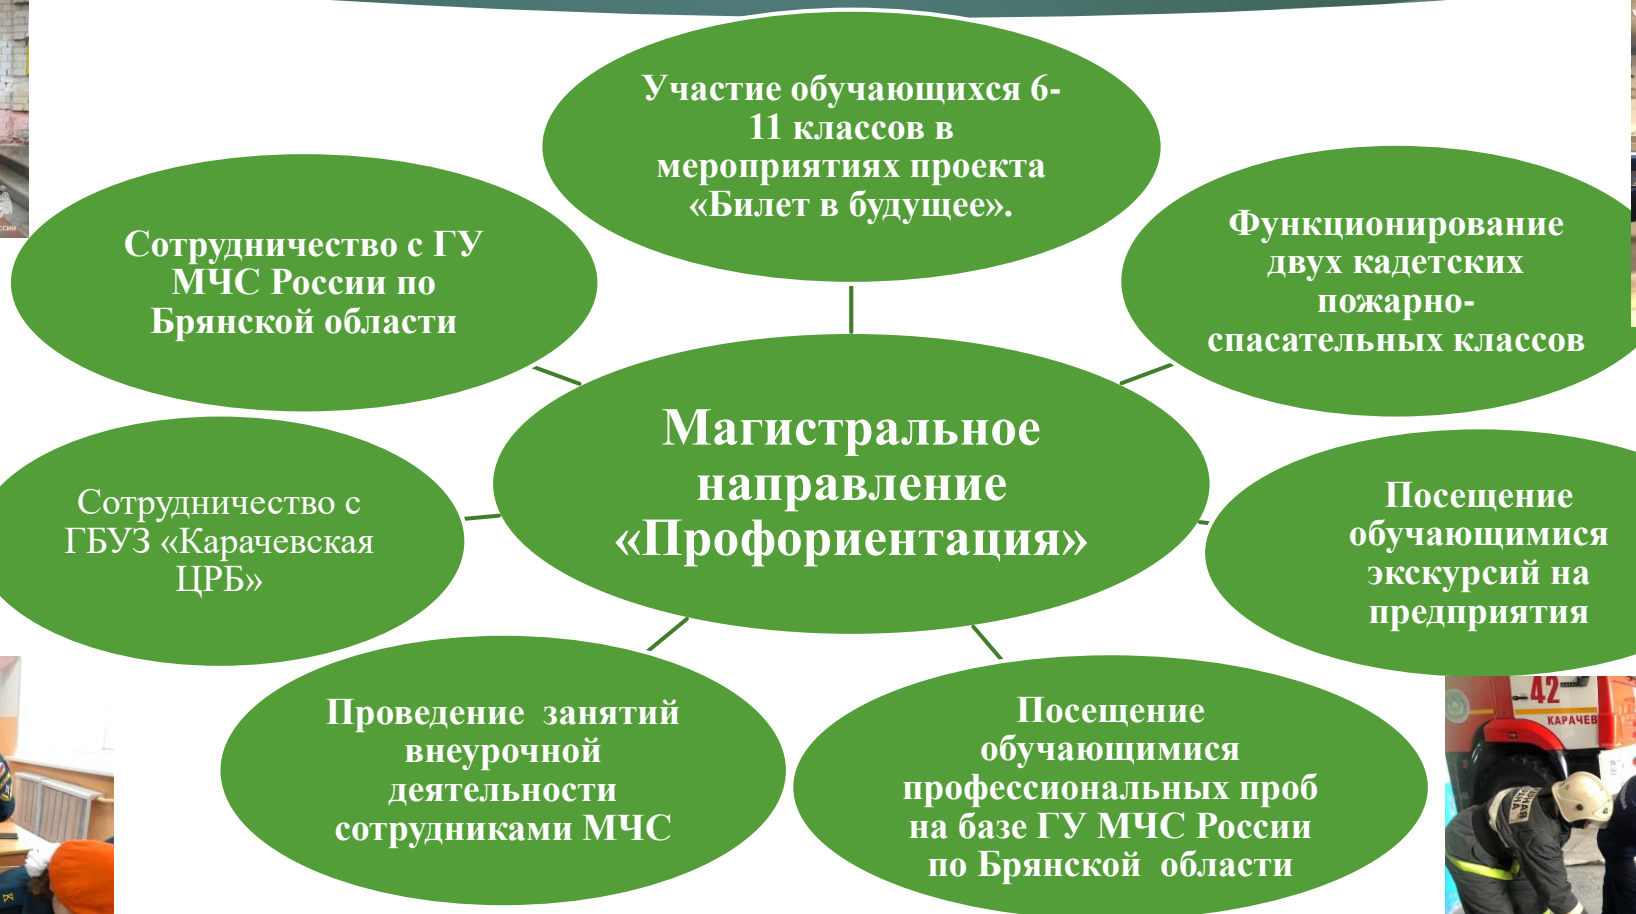 Участие обучающихся 6-
11 классов в
мероприятиях проекта
«Билет в будущее».
Функционирование
двух кадетских
пожарно-
спасательных классов
Посещение
обучающимися
экскурсий на
предприятия
Посещение
обучающимися
профессиональных проб
на базе ГУ МЧС России
по Брянской  области
Проведение  занятий
внеурочной
деятельности
сотрудниками МЧС
Сотрудничество с
ГБУЗ «Карачевская
ЦРБ»
Сотрудничество с ГУ
МЧС России по
Брянской области
Магистральное
направление
«Профориентация»
42
КАРАЧЕВ